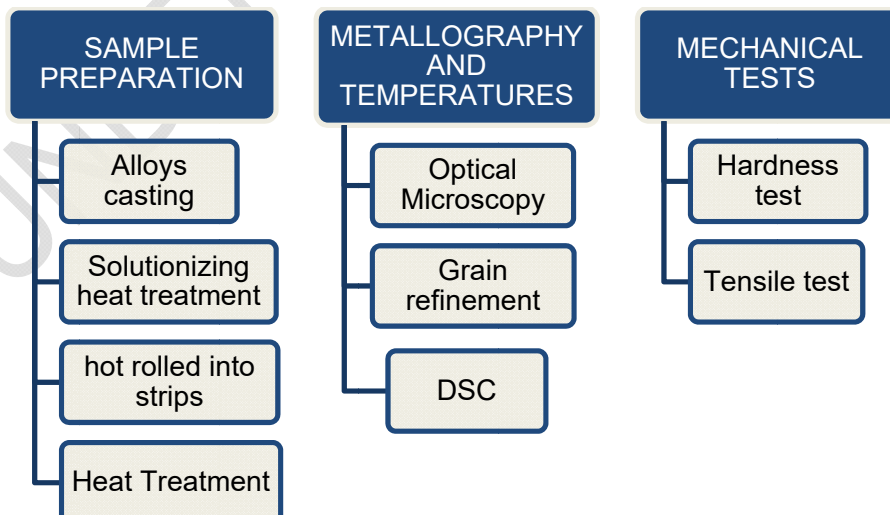 SAMPLE
PREPARATION
Alloys
casting
Solutionizing
heat treatment
hot rolled into
strips
Heat Treatment
METALLOGRAPHY
AND
TEMPERATURES
Optical
Microscopy
Grain
refinement
DSC
MECHANICAL
TESTS
Hardness
test
Tensile test